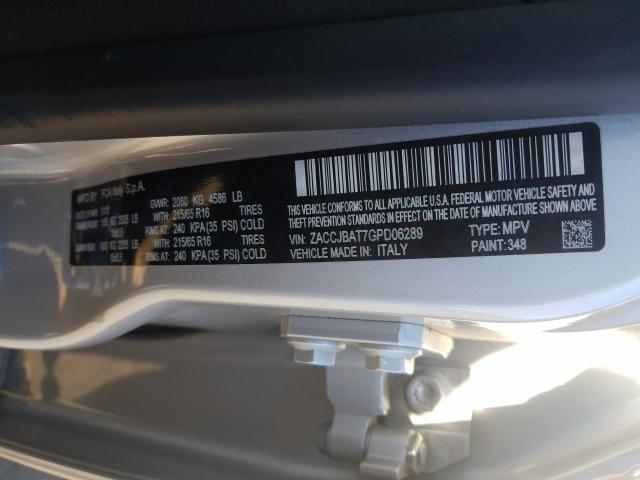 MFD BY FCA Italy S.p.A.
GVWR: 2080 KG 4586 LB
WITH 215/65 R16 TIRES
RIMS AT: 240 KPA(35 PSI) COLD
WITH 215/65 R16 TIRES
RIMS AT: 240 KPA(35 PSI) COLD
THIS VEHICLE CONFORMS TO ALL APPLICABLE U.S.A. FEDERAL MOTOR VEHICLE SAFETY,
BUMPER, AND THEFT PREVENTION STANDARDS IN EFFECT ON THE DATE OF MANUFACTURE SHOWN ABOVE
VIN: ZACCJBAT7GPD06289 TYPE: MPV
VEHICLE MADE IN: ITALY PAINT: 348